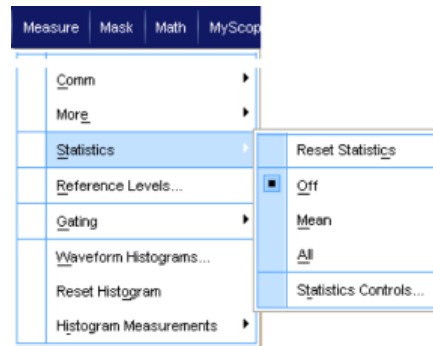 Measure Mask Math MyScop
Comm
More
Statistics
Reference Levels...
Gating
Waveform Histograms...
Reset Histogram
Histogram Measurements
Reset Statistics
Off
Mean
All
Statistics Controls...